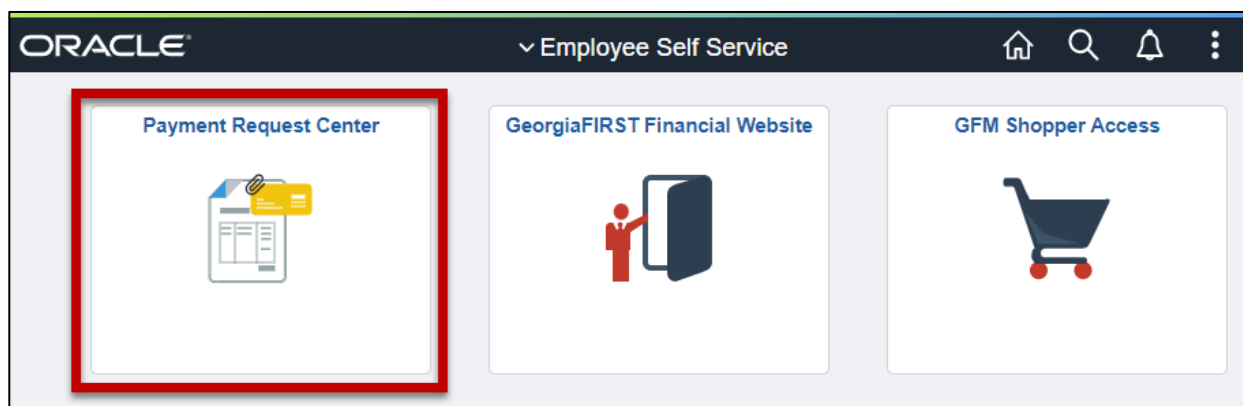 ORACLE
Employee Self Service
Payment Request Center
GeorgiaFIRST Financial Website
GFM Shopper Access